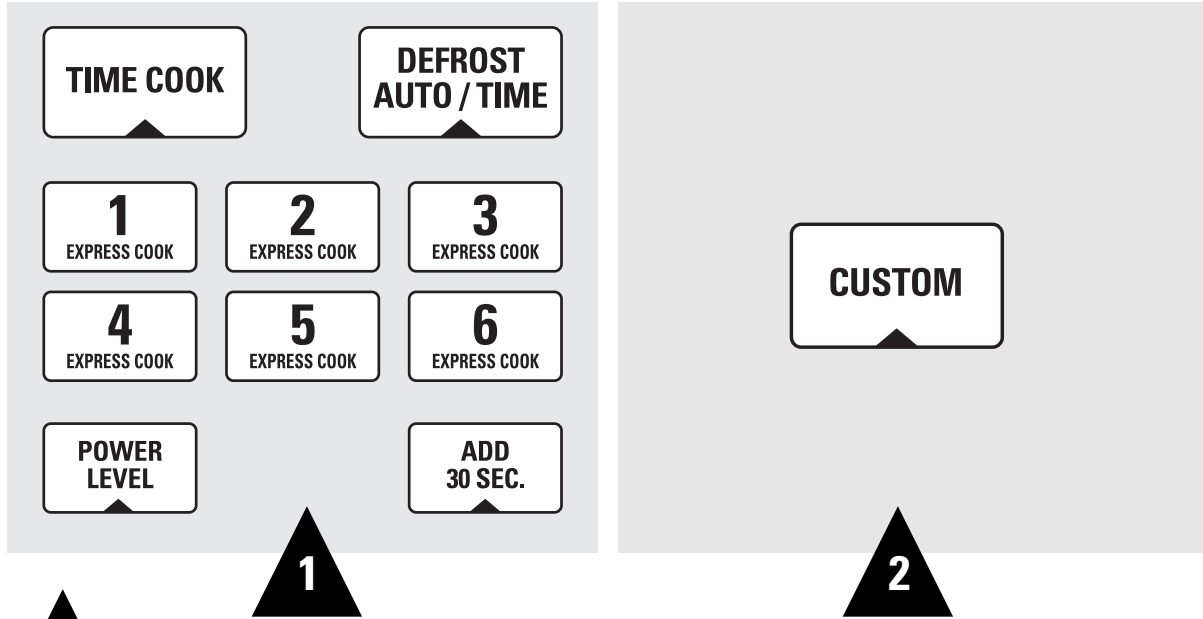 TIME COOK
DEFROST
AUTO / TIME
1
EXPRESS COOK
2
EXPRESS COOK
3
EXPRESS COOK
4
EXPRESS COOK
5
EXPRESS COOK
6
EXPRESS COOK
POWER
LEVEL
ADD
30 SEC.
1
CUSTOM
2